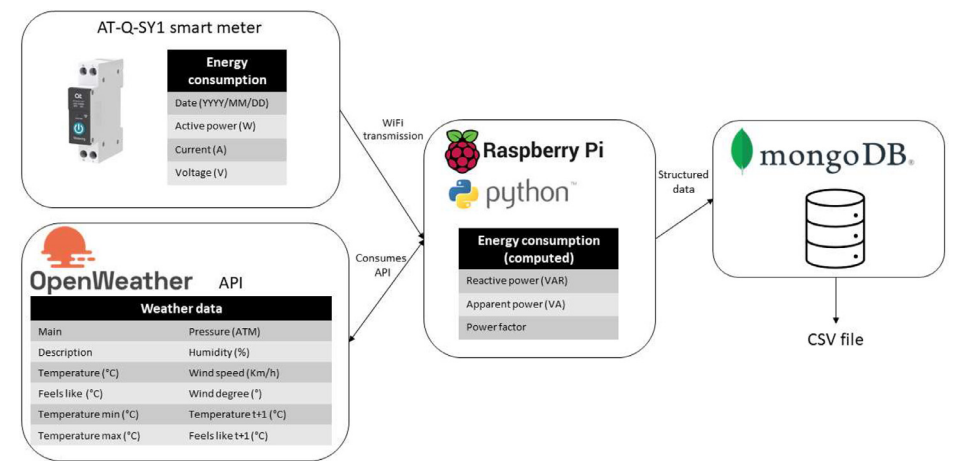 AT-Q-SY1 smart meter
Energy
consumption
Date (YYYY/MM/DD)
Active power (W)
Current (A)
Voltage (V)
WiFi
transmission
OpenWeather API
Weather data
Main Pressure (ATM)
Description Humidity (%)
Temperature (°C) Wind speed (Km/h)
Feels like (°C) Wind degree (°)
Temperature min (°C) Temperature t+1 (°C)
Temperature max (°C) Feels like t+1 (°C)
Consumes
API
Raspberry Pi
python™
Energy consumption
(computed)
Reactive power (VAR)
Apparent power (VA)
Power factor
Structured
data
mongoDB®
CSV file